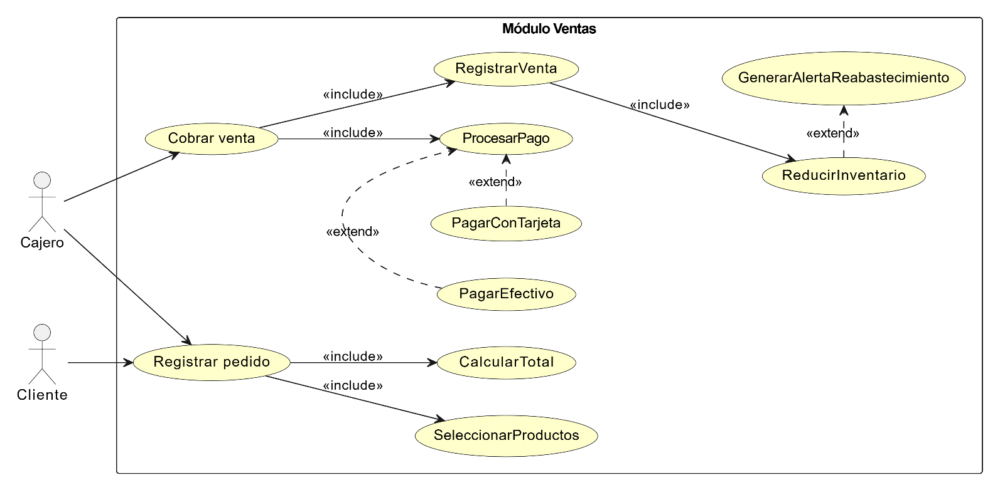 Módulo Ventas
RegistrarVenta
GenerarAlertaReabastecimiento
«include»
«include»
Cobrar venta
«include»
ProcesarPago
«extend»
ReducirInventario
«extend»
PagarConTarjeta
«extend»
Cajero
PagarEfectivo
Registrar pedido
«include»
CalcularTotal
«include»
Cliente
SeleccionarProductos